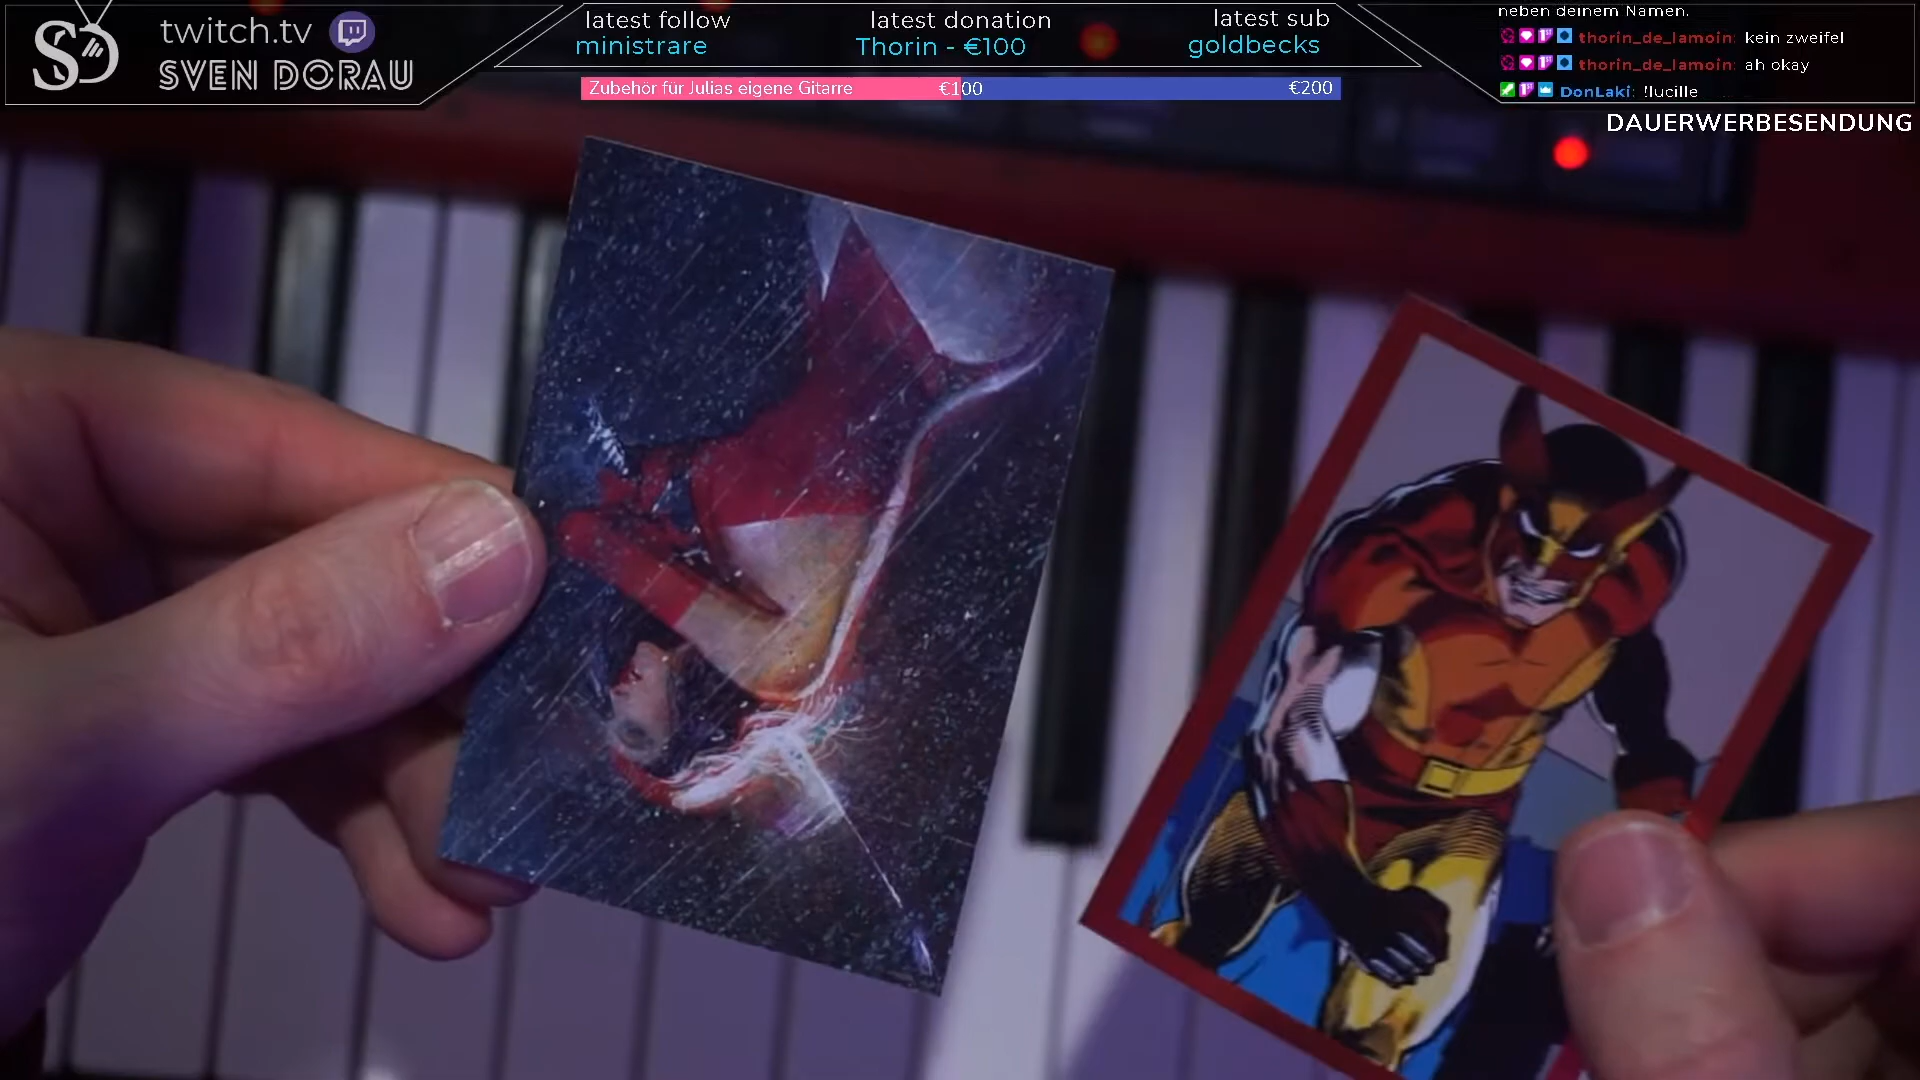 twitch.tv
SVEN DORAU
latest follow
ministrare
latest donation
Thorin - €100
latest sub
goldbecks
Zubehör für Julias eigene Gitarre
€100
€200
neben deinem Namen.
thorin_de_lamoin: kein zweifel
thorin_de_lamoin: ah okay
DonLaki: !lucille
DAUERWERBESENDUNG